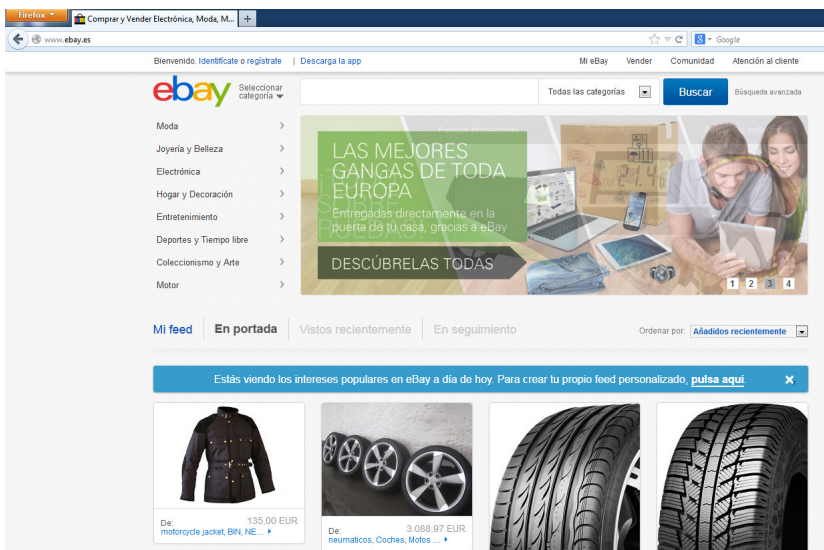 Firefox
Comprar y Vender Electrónica, Moda, M...
www.ebay.es
Google
Bienvenido. Identifícate o regístrate | Descarga la app
Mi eBay Vender Comunidad Atención al cliente
ebay
Seleccionar categoría
Todas las categorías
Buscar
Búsqueda avanzada
Moda
Joyería y Belleza
Electrónica
Hogar y Decoración
Entretenimiento
Deportes y Tiempo libre
Coleccionismo y Arte
Motor
LAS MEJORES
GANGAS DE TODA
EUROPA
Entregadas directamente en la
puerta de tu casa, gracias a eBay
DESCÚBRELAS TODAS
1 2 3 4
Mi feed En portada Vistos recientemente En seguimiento
Ordenar por: Añadidos recientemente
Estás viendo los intereses populares en eBay a día de hoy. Para crear tu propio feed personalizado, pulsa aquí.
De: 135,00 EUR
motorcycle jacket, BIN, NE...
De: 3.088,97 EUR
neumaticos, Coches, Motos ...